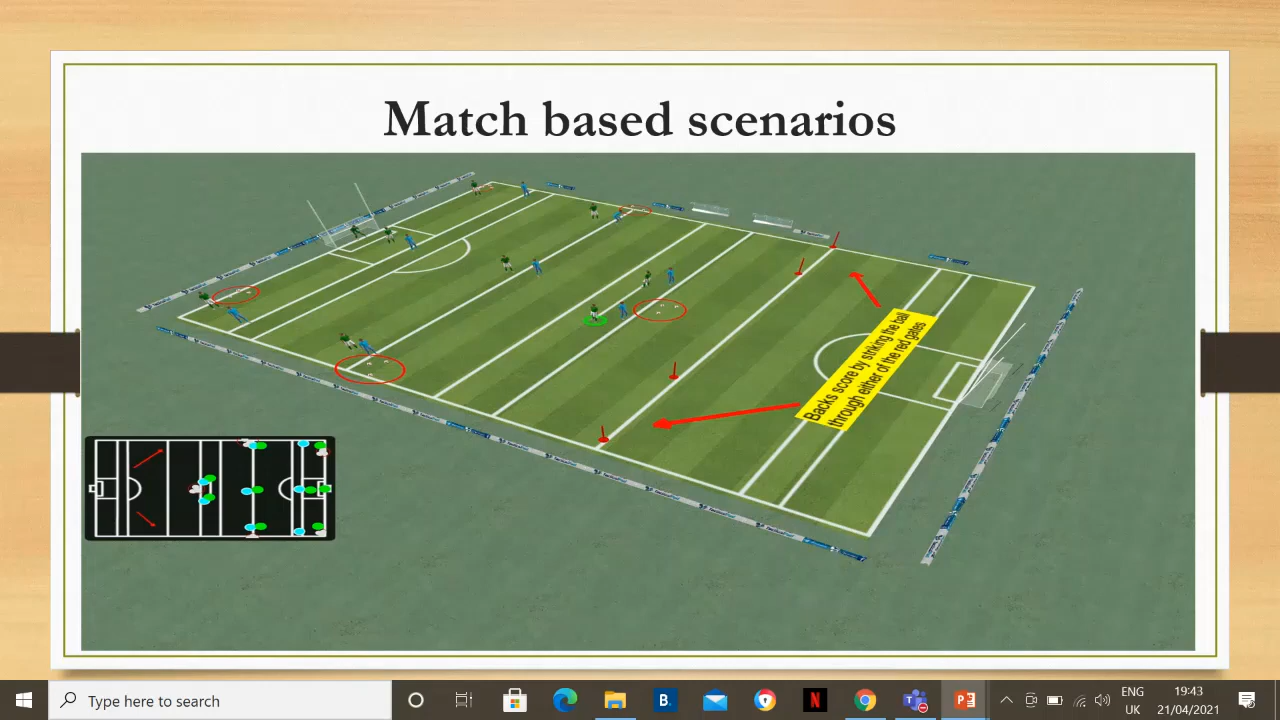 Match based scenarios
Backs score by striking the ball
through either of the red gates
Type here to search
B.
N
T
P
ENG
UK
19:43
21/04/2021